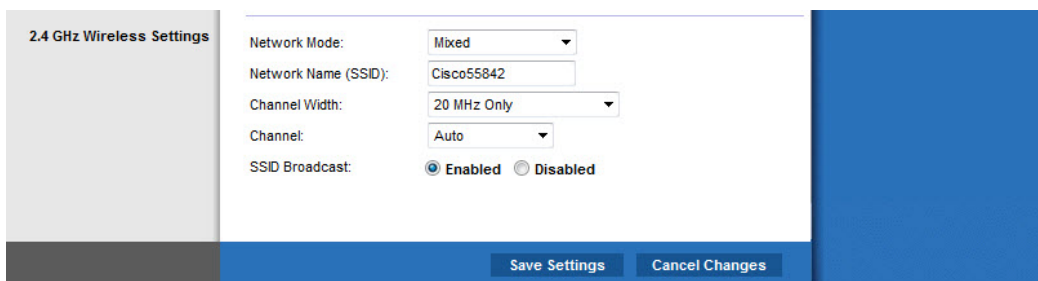 2.4 GHz Wireless Settings
Network Mode: Mixed
Network Name (SSID): Cisco55842
Channel Width: 20 MHz Only
Channel: Auto
SSID Broadcast: Enabled Disabled
Save Settings Cancel Changes